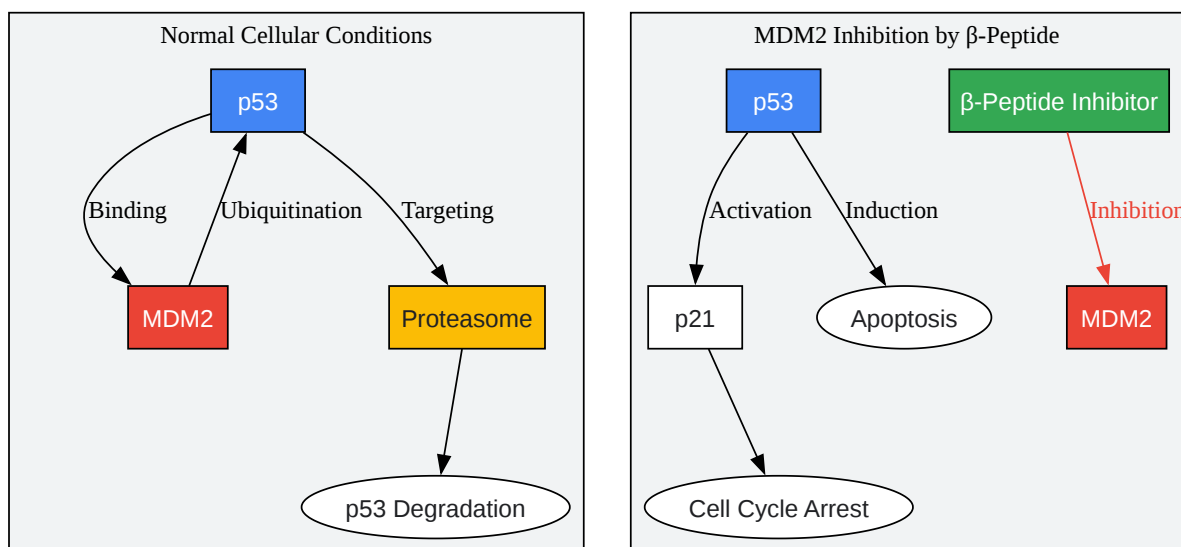 Normal Cellular Conditions
p53
Binding
Ubiquitination
Targeting
MDM2
Proteasome
p53 Degradation
MDM2 Inhibition by β-Peptide
p53
β-Peptide Inhibitor
Activation
Induction
Inhibition
p21
Apoptosis
MDM2
Cell Cycle Arrest